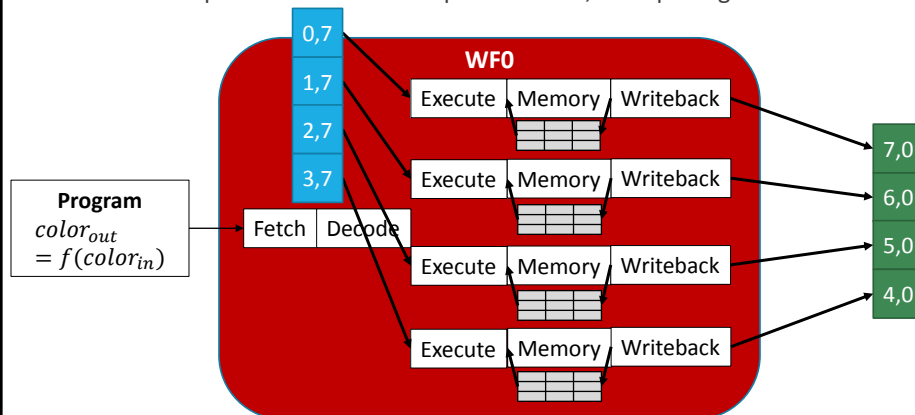 0,7
WF0
1,7
Execute Memory Writeback
2,7
7,0
3,7
Execute Memory Writeback
6,0
Program
color_out
= f(color_in)
Fetch Decode
5,0
Execute Memory Writeback
4,0
Execute Memory Writeback